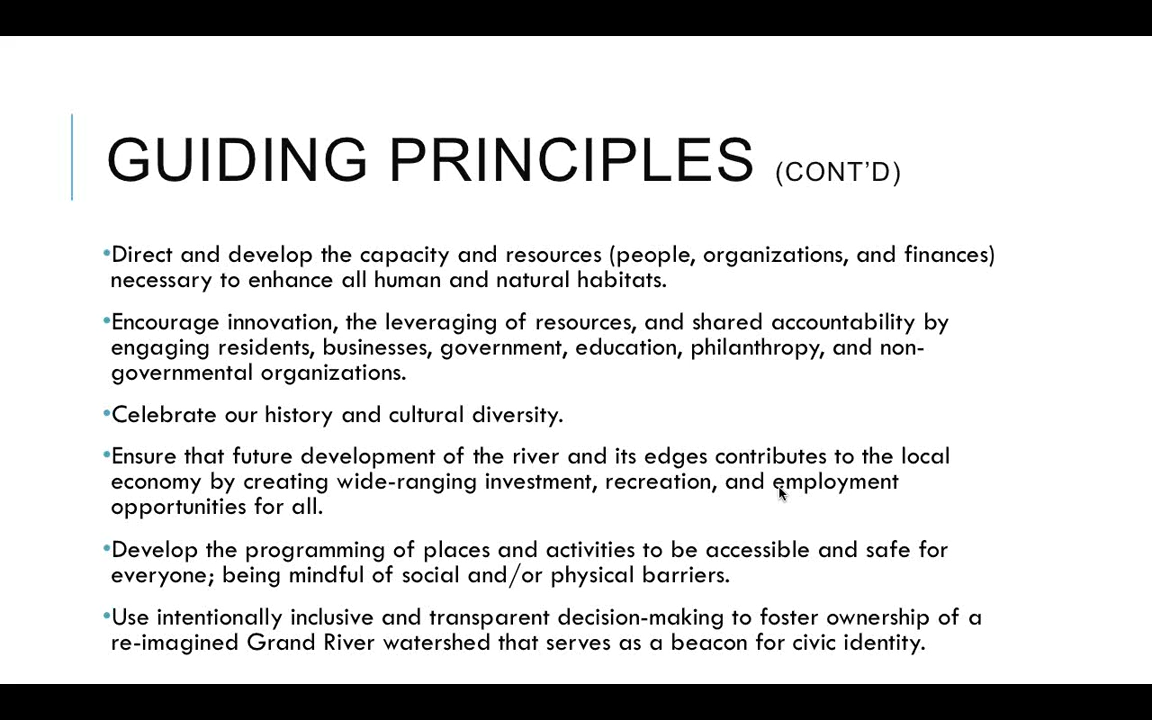 GUIDING PRINCIPLES (CONT'D)
•Direct and develop the capacity and resources (people, organizations, and finances)
necessary to enhance all human and natural habitats.
•Encourage innovation, the leveraging of resources, and shared accountability by
engaging residents, businesses, government, education, philanthropy, and non-
governmental organizations.
•Celebrate our history and cultural diversity.
•Ensure that future development of the river and its edges contributes to the local
economy by creating wide-ranging investment, recreation, and employment
opportunities for all.
•Develop the programming of places and activities to be accessible and safe for
everyone; being mindful of social and/or physical barriers.
•Use intentionally inclusive and transparent decision-making to foster ownership of a
re-imagined Grand River watershed that serves as a beacon for civic identity.